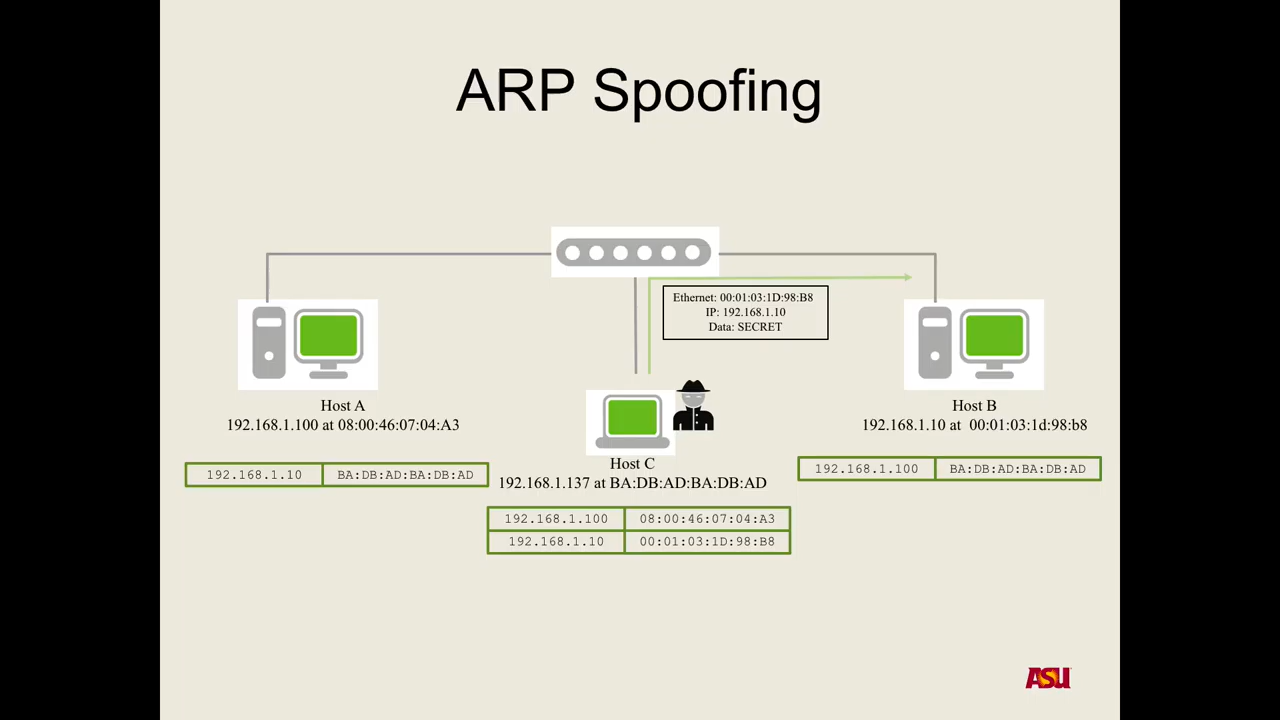 ARP Spoofing
Ethernet: 00:01:03:1D:98:B8
IP: 192.168.1.10
Data: SECRET
Host A
192.168.1.100 at 08:00:46:07:04:A3
Host B
192.168.1.10 at  00:01:03:1d:98:b8
192.168.1.10 BA:DB:AD:BA:DB:AD
Host C
192.168.1.137 at BA:DB:AD:BA:DB:AD
192.168.1.100 BA:DB:AD:BA:DB:AD
192.168.1.100 08:00:46:07:04:A3
192.168.1.10 00:01:03:1D:98:B8
ASU